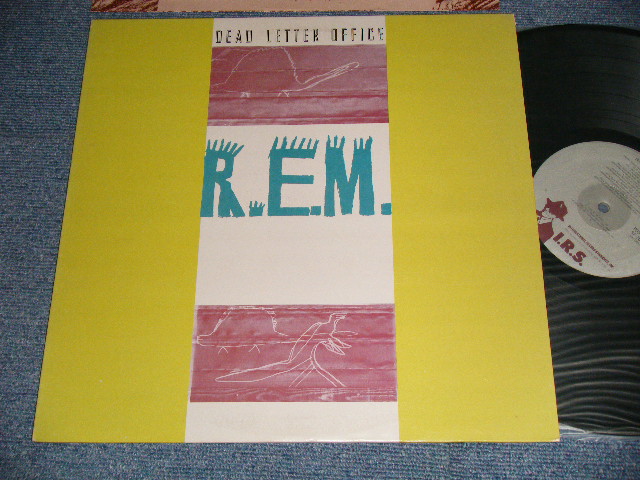 DEAD LETTER OFFICE
R.E.M.
I.R.S.